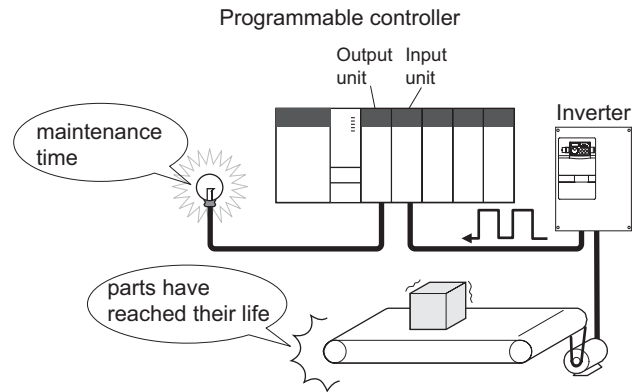 Programmable controller
Output
unit
Input
unit
Inverter
maintenance
time
parts have
reached their life